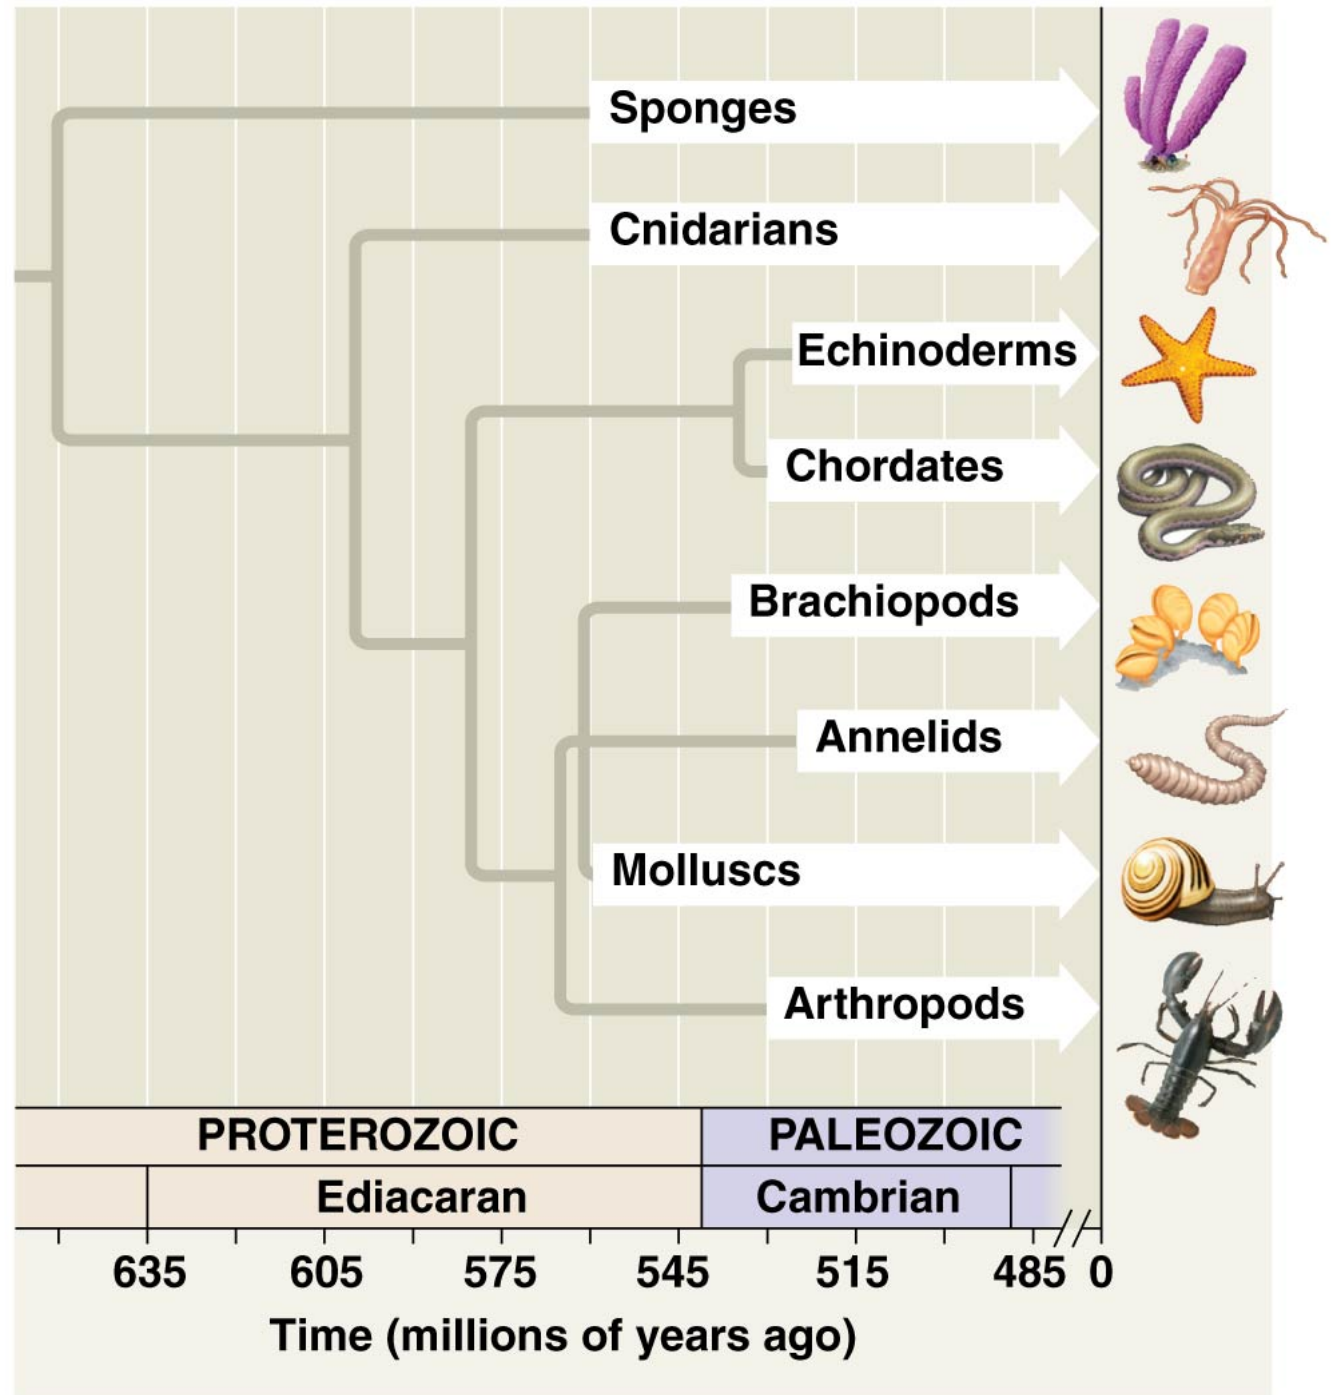 Sponges
Cnidarians
Echinoderms
Chordates
Brachiopods
Annelids
Molluscs
Arthropods
PROTEROZOIC PALEOZOIC
Ediacaran Cambrian
635 605 575 545 515 485 0
Time (millions of years ago)